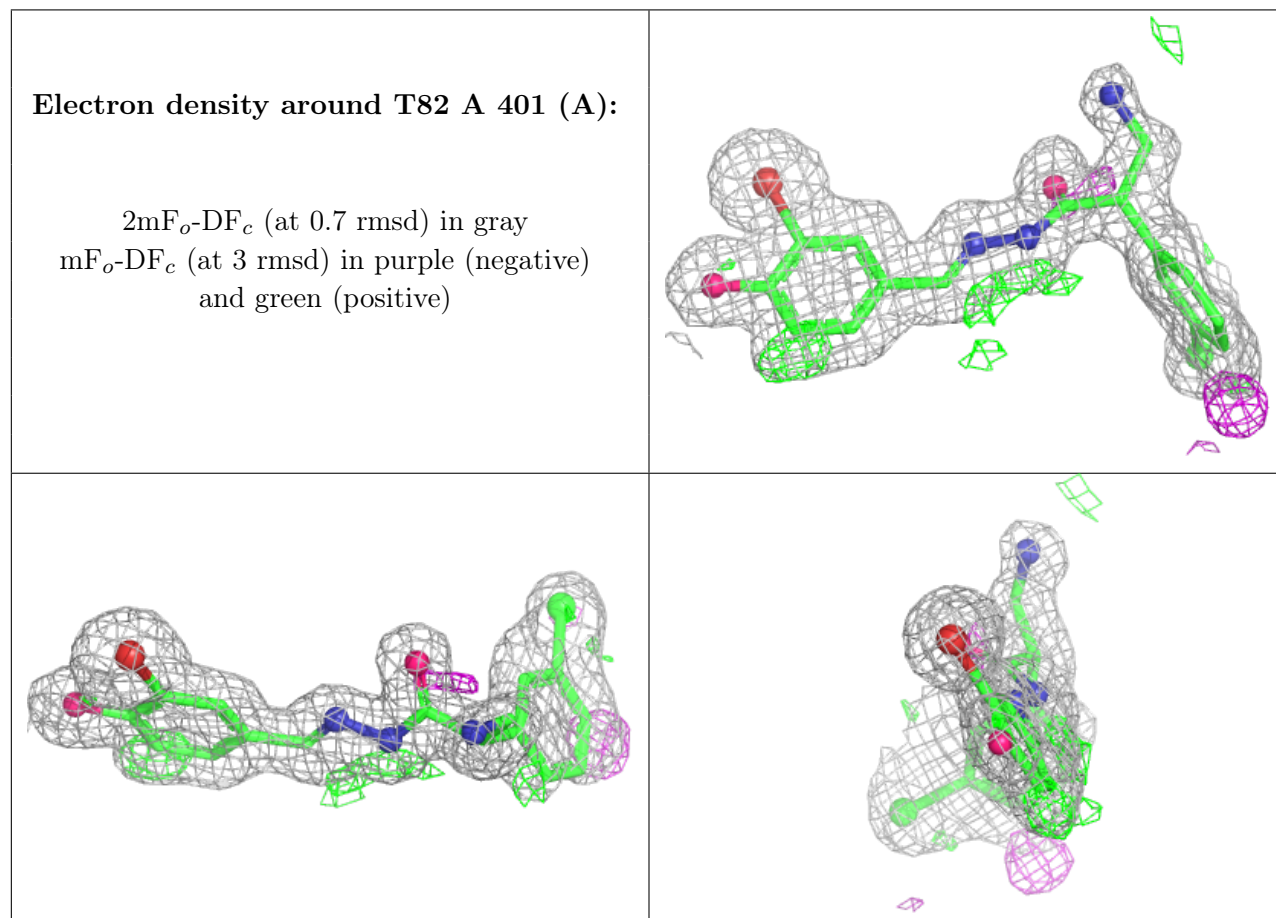 Electron density around T82 A 401 (A):
2mFo-DFc (at 0.7 rmsd) in gray
mFo-DFc (at 3 rmsd) in purple (negative)
and green (positive)